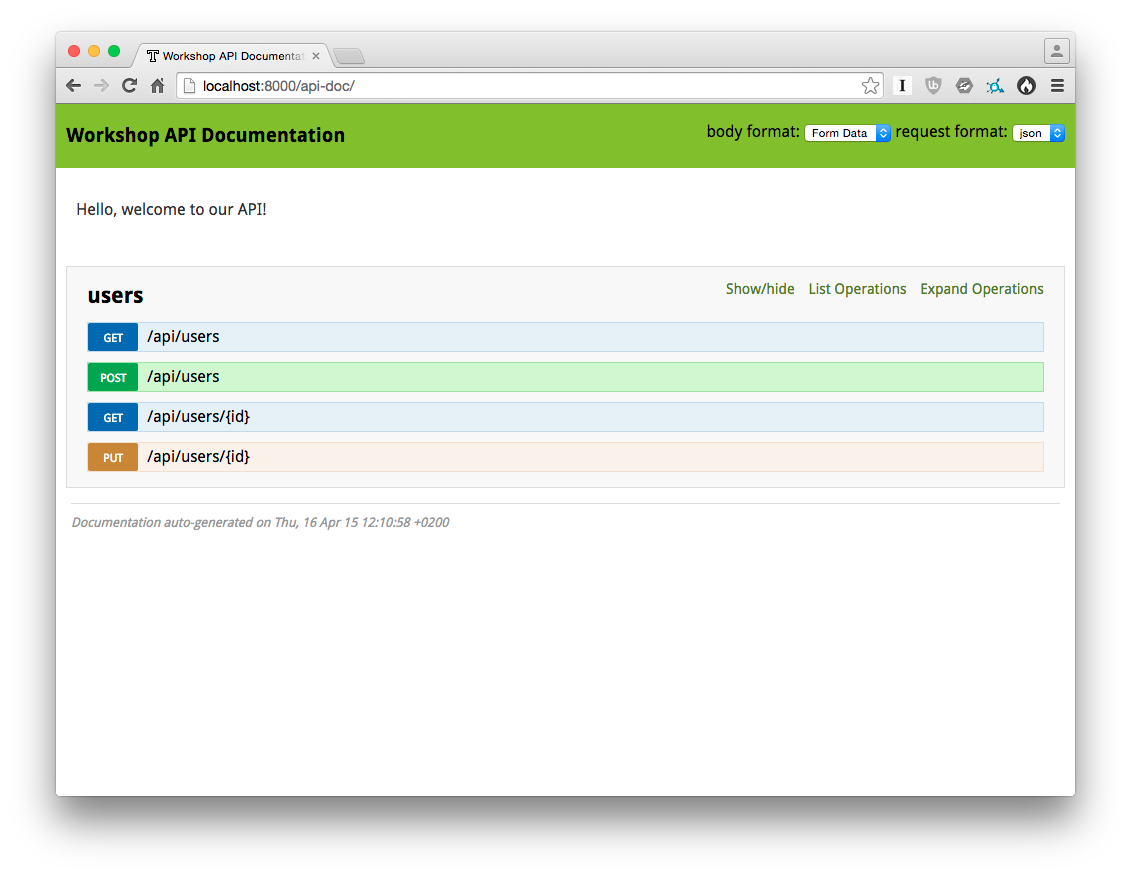 Workshop API Documentat
localhost:8000/api-doc/
Workshop API Documentation
body format: Form Data request format: json
Hello, welcome to our API!
users
Show/hide List Operations Expand Operations
GET /api/users
POST /api/users
GET /api/users/{id}
PUT /api/users/{id}
Documentation auto-generated on Thu, 16 Apr 15 12:10:58 +0200